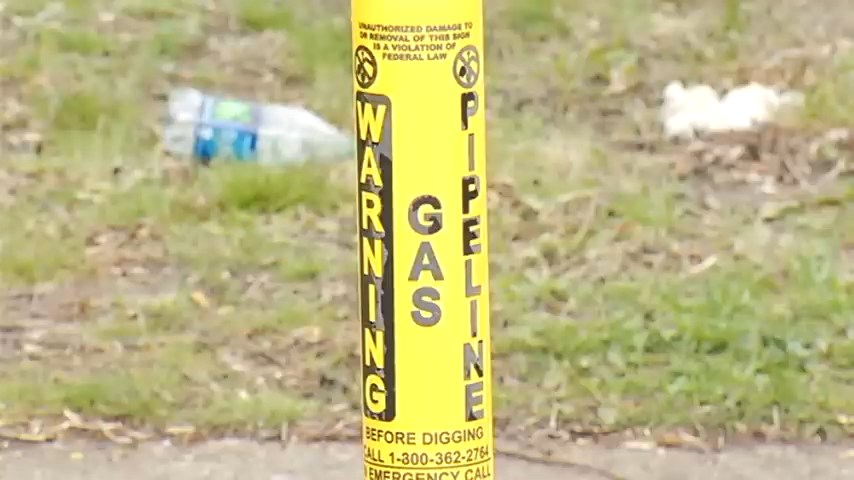 UNAUTHORIZED DAMAGE TO
OR REMOVAL OF THIS SIGN
IS A VIOLATION OF
FEDERAL LAW
WARNING
GAS
PIPELINE
BEFORE DIGGING
CALL 1-800-362-2764
EMERGENCY CALL